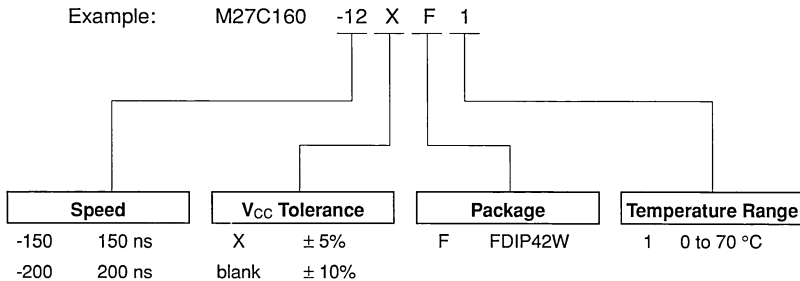 Example: M27C160 -12 X F 1
Speed V_CC Tolerance Package Temperature Range
-150 150 ns X ± 5% F FDIP42W 1 0 to 70 °C
-200 200 ns blank ± 10%